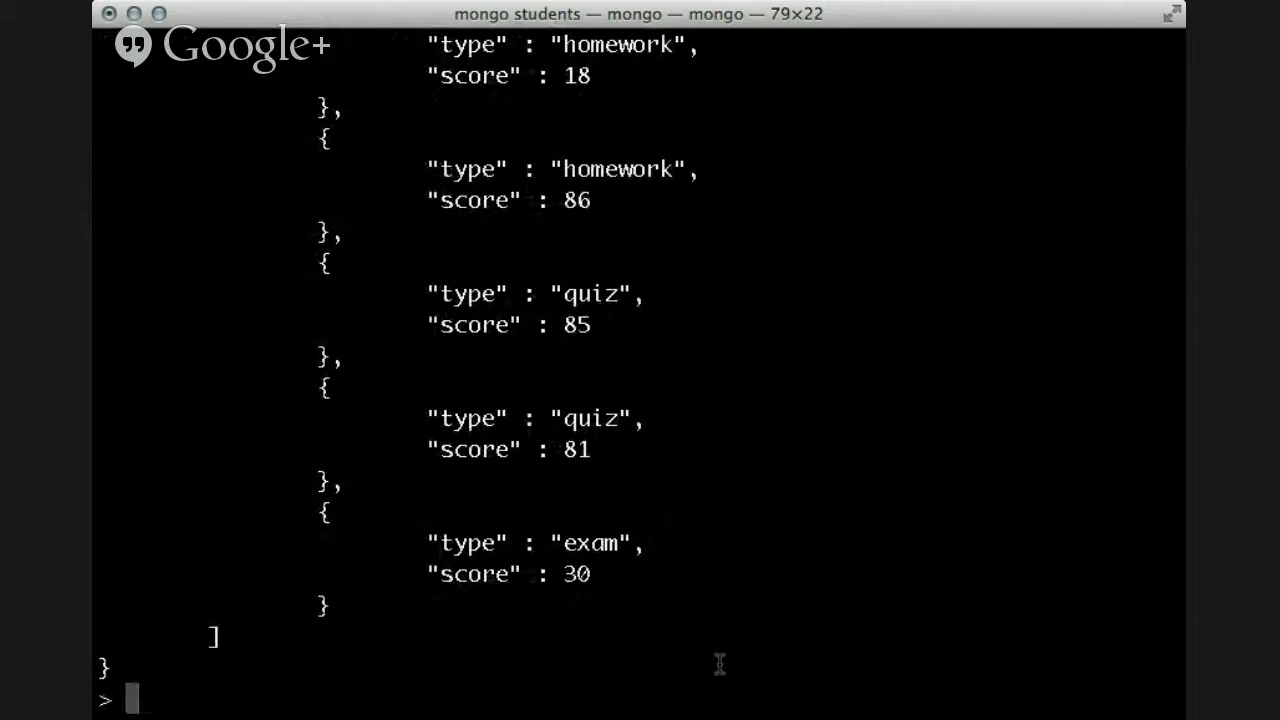 mongo students — mongo — mongo — 79×22
Google+
"type" : "homework",
"score" : 18
},
{
"type" : "homework",
"score" : 86
},
{
"type" : "quiz",
"score" : 85
},
{
"type" : "quiz",
"score" : 81
},
{
"type" : "exam",
"score" : 30
}
]
}
>